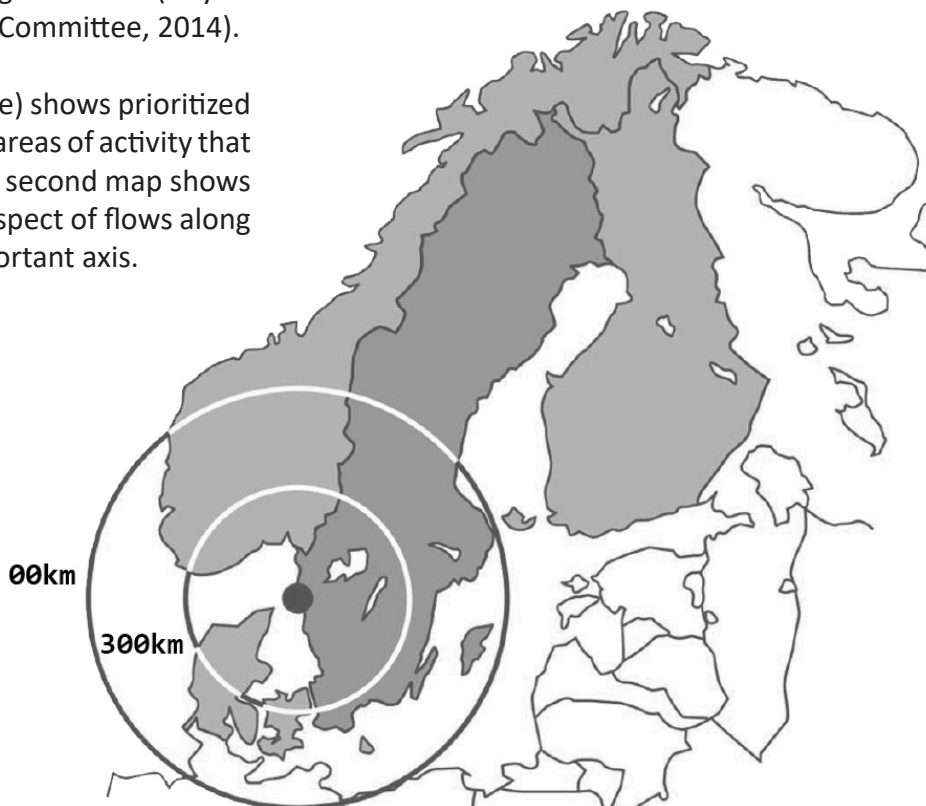 Committee, 2014).
e) shows prioritized
areas of activity that
second map shows
spect of flows along
ortant axis.
00km
300km